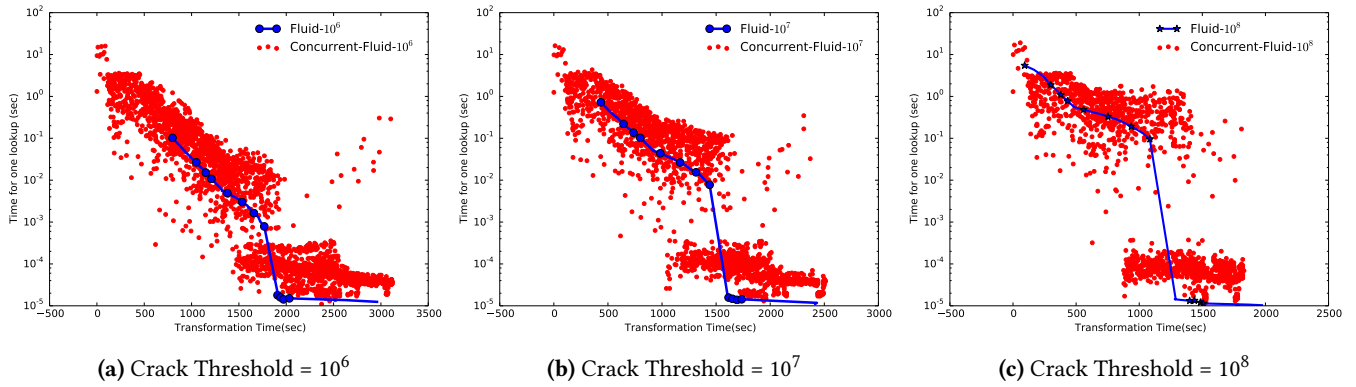 10²
10¹
10⁰
10⁻¹
10⁻²
10⁻³
10⁻⁴
10⁻⁵
Time for one lookup (sec)
Fluid-10⁶
Concurrent-Fluid-10⁶
−500 0 500 1000 1500 2000 2500 3000 3500
Transformation Time(sec)
(a) Crack Threshold = 10⁶
10²
10¹
10⁰
10⁻¹
10⁻²
10⁻³
10⁻⁴
10⁻⁵
Time for one lookup (sec)
Fluid-10⁷
Concurrent-Fluid-10⁷
−500 0 500 1000 1500 2000 2500 3000
Transformation Time(sec)
(b) Crack Threshold = 10⁷
10²
10¹
10⁰
10⁻¹
10⁻²
10⁻³
10⁻⁴
10⁻⁵
Time for one lookup (sec)
Fluid-10⁸
Concurrent-Fluid-10⁸
−500 0 500 1000 1500 2000 2500
Transformation Time(sec)
(c) Crack Threshold = 10⁸